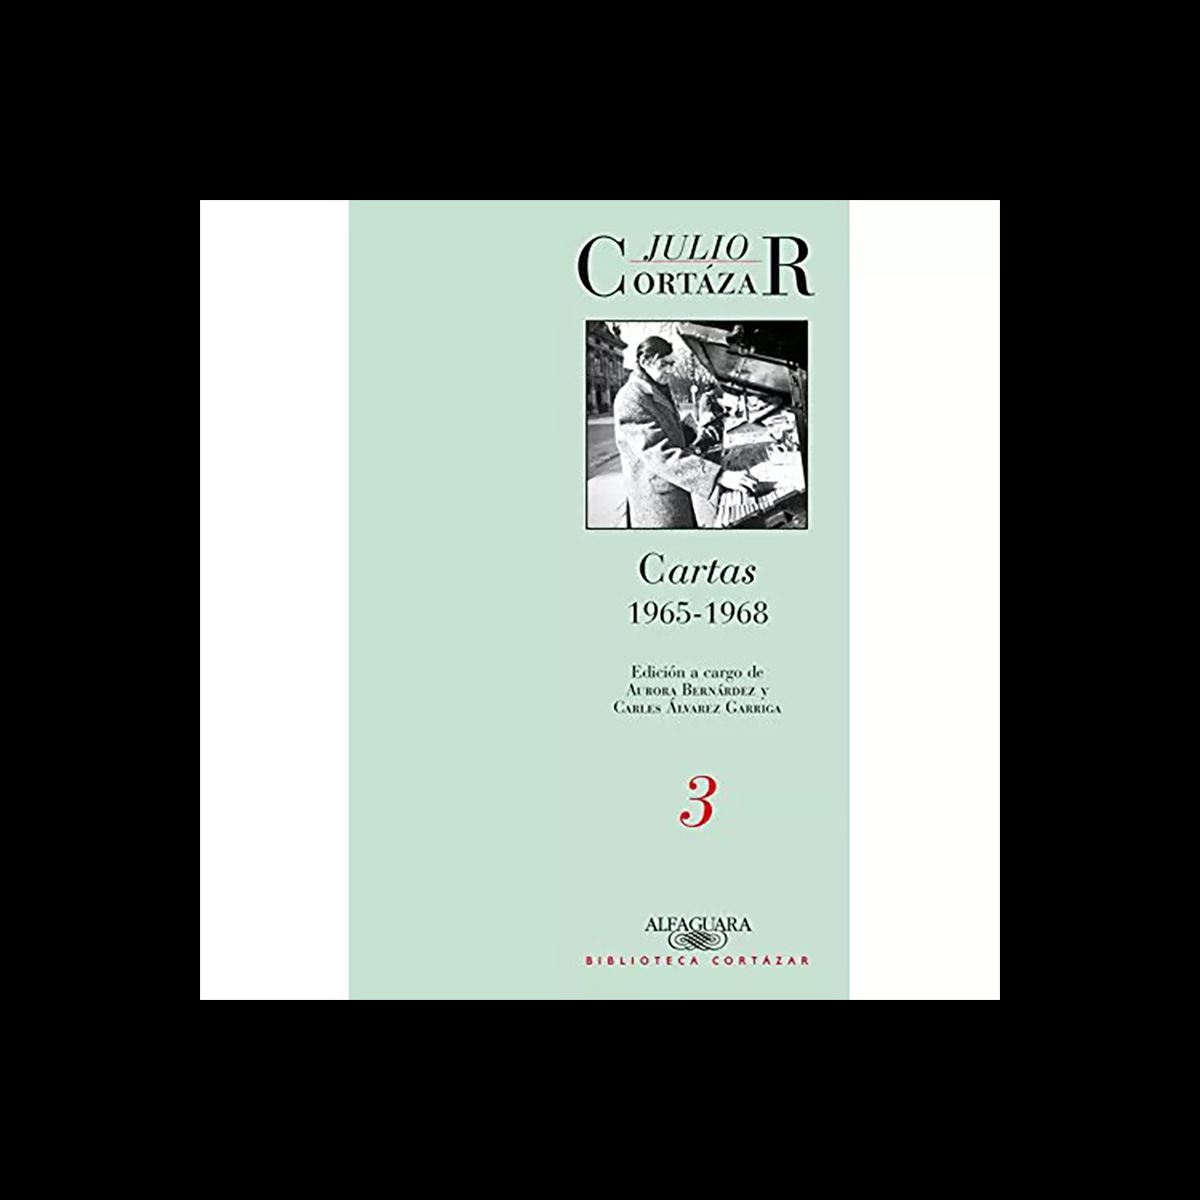 JULIO
CORTÁZAR
Cartas
1965-1968
Edición a cargo de
AURORA BERNÁRDEZ y
CARLES ÁLVAREZ GARRIGA
3
ALFAGUARA
BIBLIOTECA CORTÁZAR